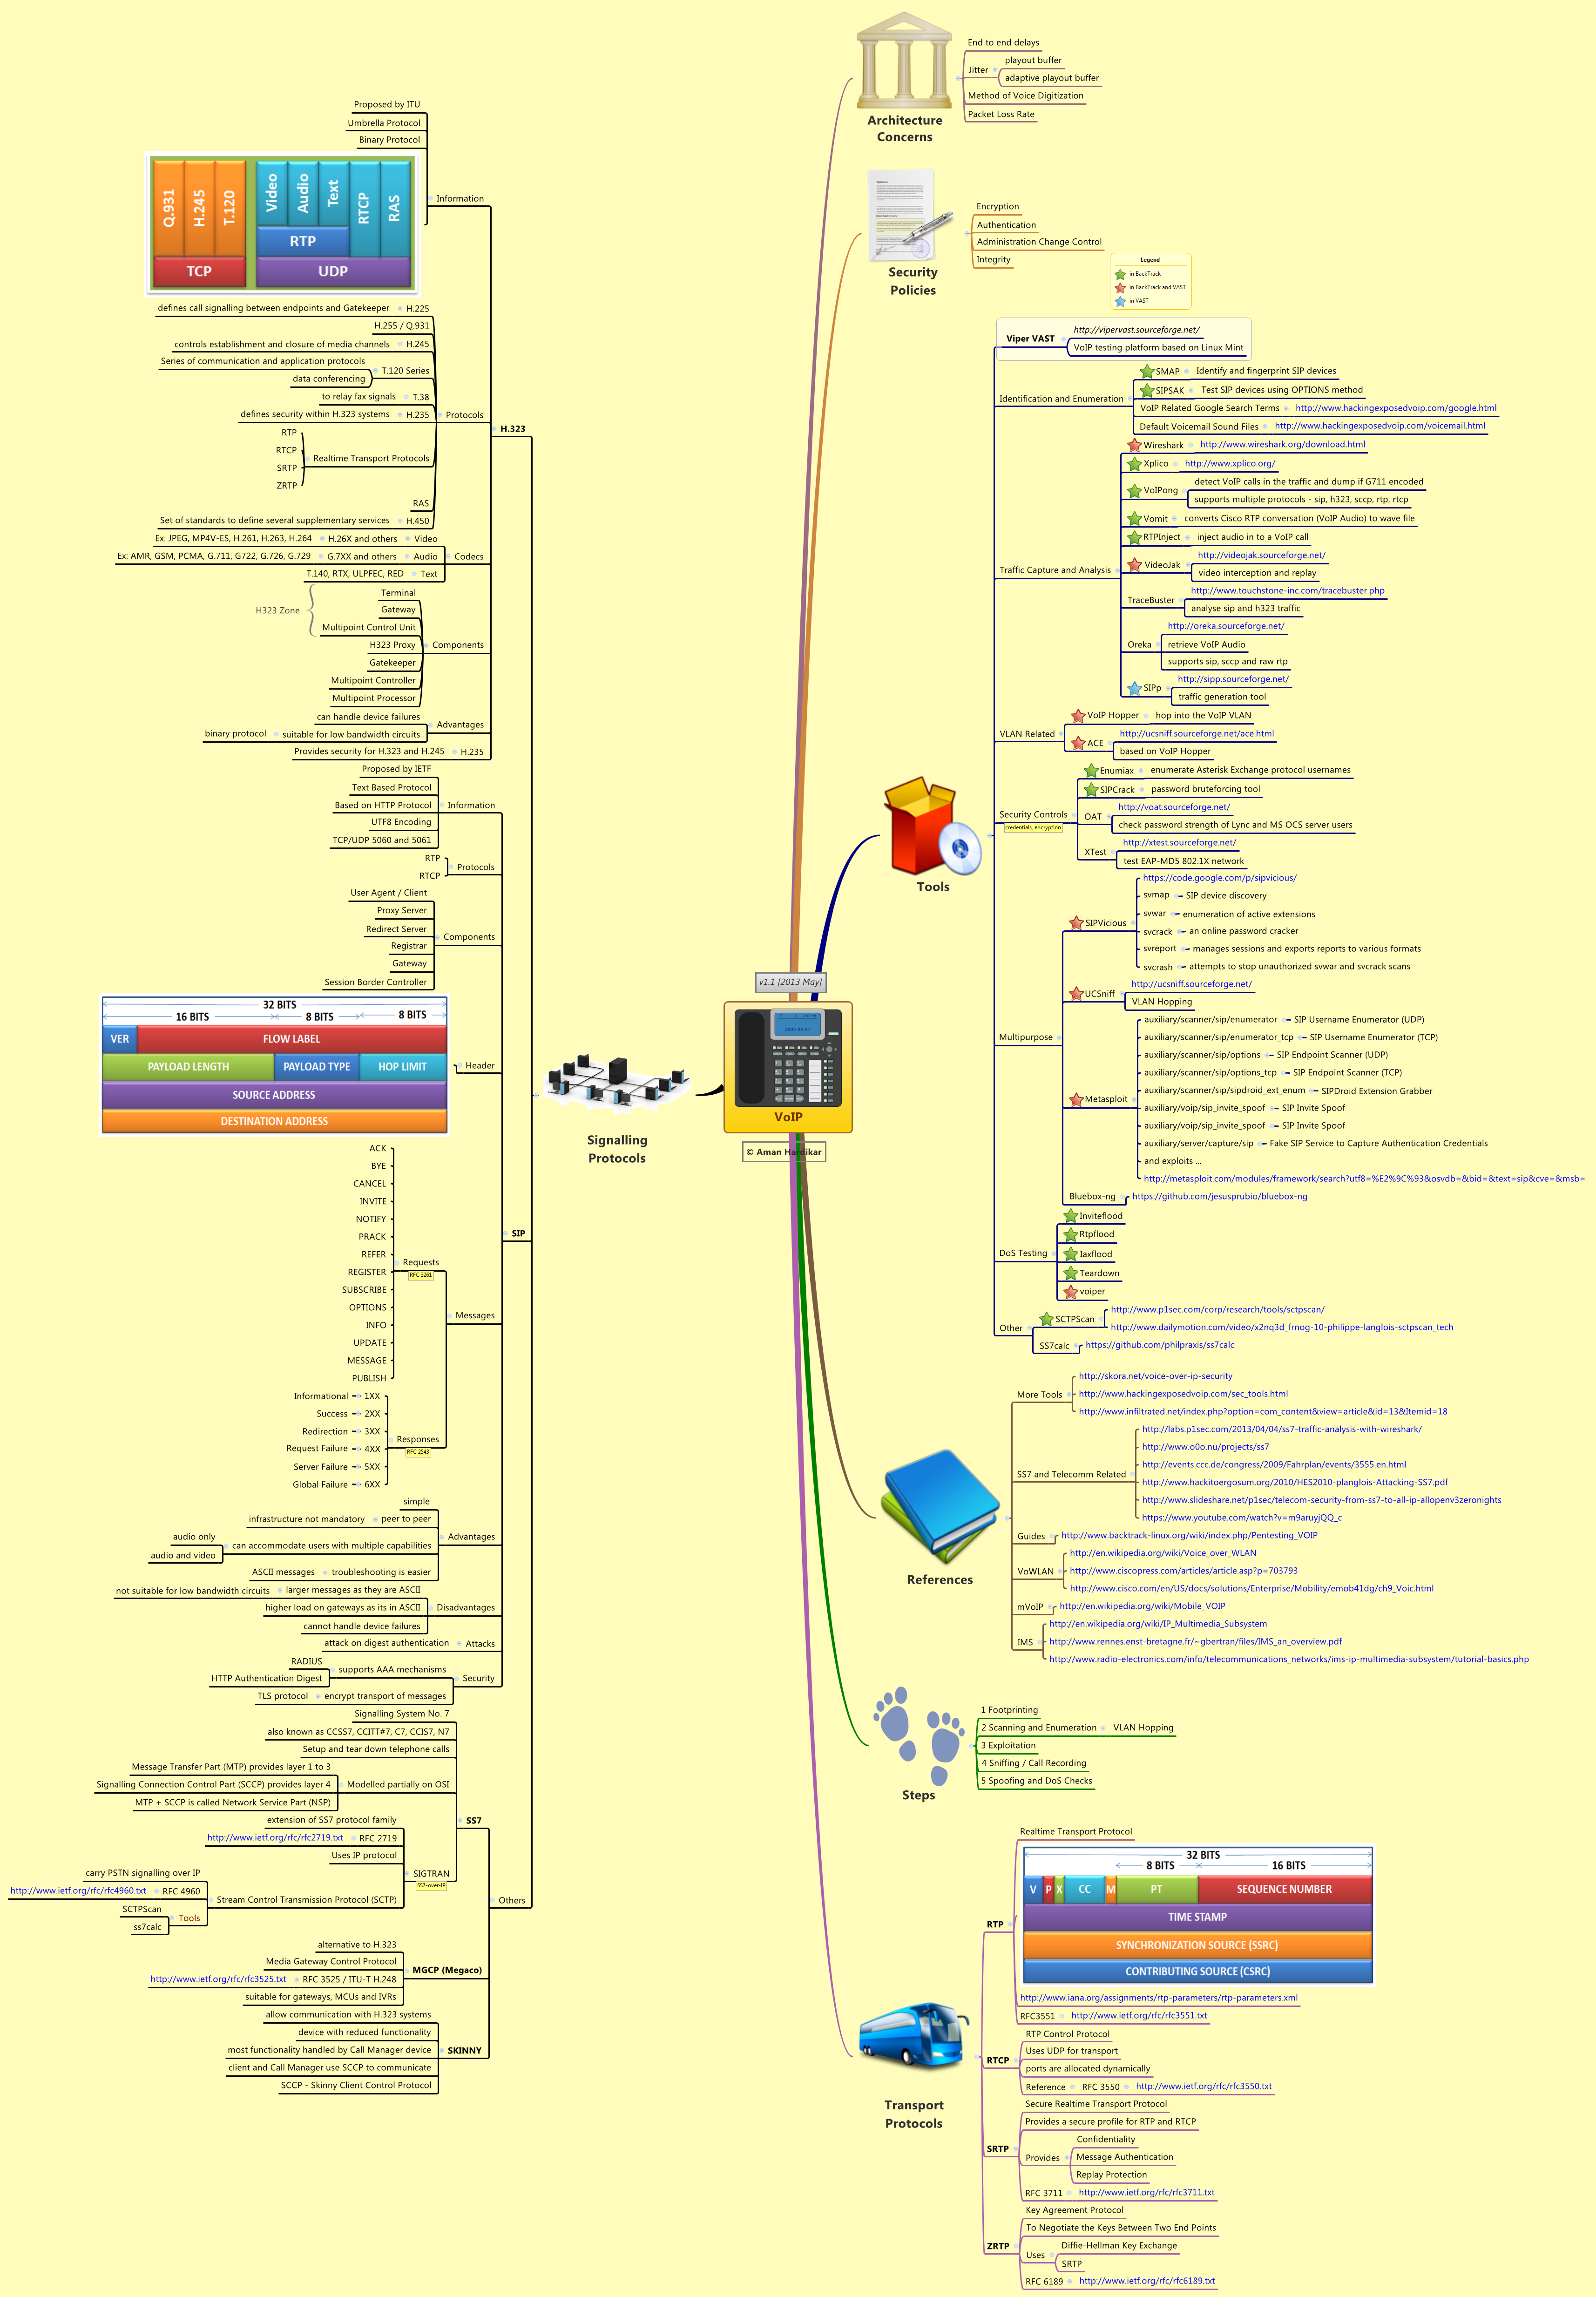 VoIP
v1.1 [2013 May]
© Aman Hardikar
Architecture
Concerns
End to end delays
Jitter
playout buffer
adaptive playout buffer
Method of Voice Digitization
Packet Loss Rate
Security
Policies
Encryption
Authentication
Administration Change Control
Integrity
Legend
in BackTrack
in BackTrack and VAST
in VAST
Tools
Viper VAST
http://vipervast.sourceforge.net/
VoIP testing platform based on Linux Mint
Identification and Enumeration
SMAP Identify and fingerprint SIP devices
SIPSAK Test SIP devices using OPTIONS method
VoIP Related Google Search Terms http://www.hackingexposedvoip.com/google.html
Default Voicemail Sound Files http://www.hackingexposedvoip.com/voicemail.html
Traffic Capture and Analysis
Wireshark http://www.wireshark.org/download.html
Xplico http://www.xplico.org/
VoIPong
detect VoIP calls in the traffic and dump if G711 encoded
supports multiple protocols - sip, h323, sccp, rtp, rtcp
Vomit converts Cisco RTP conversation (VoIP Audio) to wave file
RTPInject inject audio in to a VoIP call
VideoJak
http://videojak.sourceforge.net/
video interception and replay
TraceBuster
http://www.touchstone-inc.com/tracebuster.php
analyse sip and h323 traffic
Oreka
http://oreka.sourceforge.net/
retrieve VoIP Audio
supports sip, sccp and raw rtp
SIPp
http://sipp.sourceforge.net/
traffic generation tool
VLAN Related
VoIP Hopper hop into the VoIP VLAN
ACE
http://ucsniff.sourceforge.net/ace.html
based on VoIP Hopper
Security Controls
credentials, encryption
Enumiax enumerate Asterisk Exchange protocol usernames
SIPCrack password bruteforcing tool
OAT
http://voat.sourceforge.net/
check password strength of Lync and MS OCS server users
XTest
http://xtest.sourceforge.net/
test EAP-MD5 802.1X network
Multipurpose
SIPVicious
https://code.google.com/p/sipvicious/
svmap SIP device discovery
svwar enumeration of active extensions
svcrack an online password cracker
svreport manages sessions and exports reports to various formats
svcrash attempts to stop unauthorized svwar and svcrack scans
UCSniff
http://ucsniff.sourceforge.net/
VLAN Hopping
Metasploit
auxiliary/scanner/sip/enumerator SIP Username Enumerator (UDP)
auxiliary/scanner/sip/enumerator_tcp SIP Username Enumerator (TCP)
auxiliary/scanner/sip/options SIP Endpoint Scanner (UDP)
auxiliary/scanner/sip/options_tcp SIP Endpoint Scanner (TCP)
auxiliary/scanner/sip/sipdroid_ext_enum SIPDroid Extension Grabber
auxiliary/voip/sip_invite_spoof SIP Invite Spoof
auxiliary/voip/sip_invite_spoof SIP Invite Spoof
auxiliary/server/capture/sip Fake SIP Service to Capture Authentication Credentials
and exploits ...
http://metasploit.com/modules/framework/search?utf8=%E2%9C%93&osvdb=&bid=&text=sip&cve=&msb=
Bluebox-ng https://github.com/jesusprubio/bluebox-ng
DoS Testing
Inviteflood
Rtpflood
Iaxflood
Teardown
voiper
Other
SCTPScan
http://www.p1sec.com/corp/research/tools/sctpscan/
http://www.dailymotion.com/video/x2nq3d_frnog-10-philippe-langlois-sctpscan_tech
SS7calc https://github.com/philpraxis/ss7calc
References
More Tools
http://skora.net/voice-over-ip-security
http://www.hackingexposedvoip.com/sec_tools.html
http://www.infiltrated.net/index.php?option=com_content&view=article&id=13&Itemid=18
SS7 and Telecomm Related
http://labs.p1sec.com/2013/04/04/ss7-traffic-analysis-with-wireshark/
http://www.o0o.nu/projects/ss7
http://events.ccc.de/congress/2009/Fahrplan/events/3555.en.html
http://www.hackitoergosum.org/2010/HES2010-planglois-Attacking-SS7.pdf
http://www.slideshare.net/p1sec/telecom-security-from-ss7-to-all-ip-allopenv3zeronights
https://www.youtube.com/watch?v=m9aruyjQQ_c
Guides http://www.backtrack-linux.org/wiki/index.php/Pentesting_VOIP
VoWLAN
http://en.wikipedia.org/wiki/Voice_over_WLAN
http://www.ciscopress.com/articles/article.asp?p=703793
http://www.cisco.com/en/US/docs/solutions/Enterprise/Mobility/emob41dg/ch9_Voic.html
mVoIP http://en.wikipedia.org/wiki/Mobile_VOIP
IMS
http://en.wikipedia.org/wiki/IP_Multimedia_Subsystem
http://www.rennes.enst-bretagne.fr/~gbertran/files/IMS_an_overview.pdf
http://www.radio-electronics.com/info/telecommunications_networks/ims-ip-multimedia-subsystem/tutorial-basics.php
Steps
1 Footprinting
2 Scanning and Enumeration VLAN Hopping
3 Exploitation
4 Sniffing / Call Recording
5 Spoofing and DoS Checks
Transport
Protocols
RTP
Realtime Transport Protocol
32 BITS
8 BITS 16 BITS
V P X CC M PT SEQUENCE NUMBER
TIME STAMP
SYNCHRONIZATION SOURCE (SSRC)
CONTRIBUTING SOURCE (CSRC)
http://www.iana.org/assignments/rtp-parameters/rtp-parameters.xml
RFC3551 http://www.ietf.org/rfc/rfc3551.txt
RTCP
RTP Control Protocol
Uses UDP for transport
ports are allocated dynamically
Reference RFC 3550 http://www.ietf.org/rfc/rfc3550.txt
SRTP
Secure Realtime Transport Protocol
Provides a secure profile for RTP and RTCP
Provides
Confidentiality
Message Authentication
Replay Protection
RFC 3711 http://www.ietf.org/rfc/rfc3711.txt
ZRTP
Key Agreement Protocol
To Negotiate the Keys Between Two End Points
Uses
Diffie-Hellman Key Exchange
SRTP
RFC 6189 http://www.ietf.org/rfc/rfc6189.txt
Signalling
Protocols
H.323
Information
Proposed by ITU
Umbrella Protocol
Binary Protocol
Q.931 H.245 T.120 Video Audio Text RTCP RAS
RTP
TCP UDP
Protocols
defines call signalling between endpoints and Gatekeeper H.225
H.255 / Q.931
controls establishment and closure of media channels H.245
Series of communication and application protocols
data conferencing
T.120 Series
to relay fax signals T.38
defines security within H.323 systems H.235
RTP
RTCP
SRTP
ZRTP
Realtime Transport Protocols
RAS
Set of standards to define several supplementary services H.450
Codecs
Ex: JPEG, MP4V-ES, H.261, H.263, H.264 H.26X and others Video
Ex: AMR, GSM, PCMA, G.711, G722, G.726, G.729 G.7XX and others Audio
T.140, RTX, ULPFEC, RED Text
Components
H323 Zone
Terminal
Gateway
Multipoint Control Unit
H323 Proxy
Gatekeeper
Multipoint Controller
Multipoint Processor
Advantages
can handle device failures
binary protocol suitable for low bandwidth circuits
Provides security for H.323 and H.245 H.235
SIP
Information
Proposed by IETF
Text Based Protocol
Based on HTTP Protocol
UTF8 Encoding
TCP/UDP 5060 and 5061
Protocols
RTP
RTCP
Components
User Agent / Client
Proxy Server
Redirect Server
Registrar
Gateway
Session Border Controller
Header
32 BITS
16 BITS 8 BITS 8 BITS
VER FLOW LABEL
PAYLOAD LENGTH PAYLOAD TYPE HOP LIMIT
SOURCE ADDRESS
DESTINATION ADDRESS
Messages
Requests
RFC 3261
ACK
BYE
CANCEL
INVITE
NOTIFY
PRACK
REFER
REGISTER
SUBSCRIBE
OPTIONS
INFO
UPDATE
MESSAGE
PUBLISH
Responses
RFC 2543
Informational 1XX
Success 2XX
Redirection 3XX
Request Failure 4XX
Server Failure 5XX
Global Failure 6XX
Advantages
simple
infrastructure not mandatory peer to peer
audio only
audio and video
can accommodate users with multiple capabilities
ASCII messages troubleshooting is easier
Disadvantages
not suitable for low bandwidth circuits larger messages as they are ASCII
higher load on gateways as its in ASCII
cannot handle device failures
attack on digest authentication Attacks
Security
RADIUS
HTTP Authentication Digest
supports AAA mechanisms
TLS protocol encrypt transport of messages
Others
SS7
Signalling System No. 7
also known as CCSS7, CCITT#7, C7, CCIS7, N7
Setup and tear down telephone calls
Message Transfer Part (MTP) provides layer 1 to 3
Signalling Connection Control Part (SCCP) provides layer 4
MTP + SCCP is called Network Service Part (NSP)
Modelled partially on OSI
SIGTRAN
SS7-over-IP
extension of SS7 protocol family
http://www.ietf.org/rfc/rfc2719.txt RFC 2719
Uses IP protocol
carry PSTN signalling over IP
http://www.ietf.org/rfc/rfc4960.txt RFC 4960
SCTPScan
ss7calc
Tools
Stream Control Transmission Protocol (SCTP)
MGCP (Megaco)
alternative to H.323
Media Gateway Control Protocol
http://www.ietf.org/rfc/rfc3525.txt RFC 3525 / ITU-T H.248
suitable for gateways, MCUs and IVRs
SKINNY
allow communication with H.323 systems
device with reduced functionality
most functionality handled by Call Manager device
client and Call Manager use SCCP to communicate
SCCP - Skinny Client Control Protocol